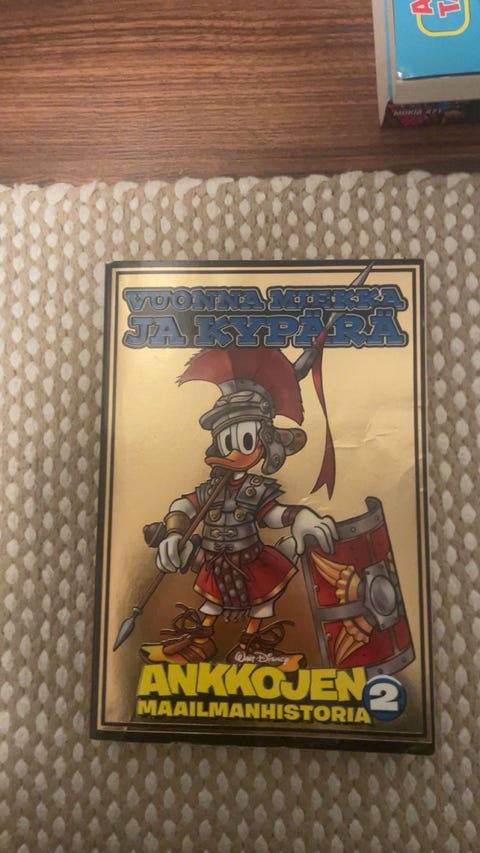 VUONNA MIEKKA
JA KYPÄRÄ
Walt Disney
ANKKOJEN
MAAILMANHISTORIA
2